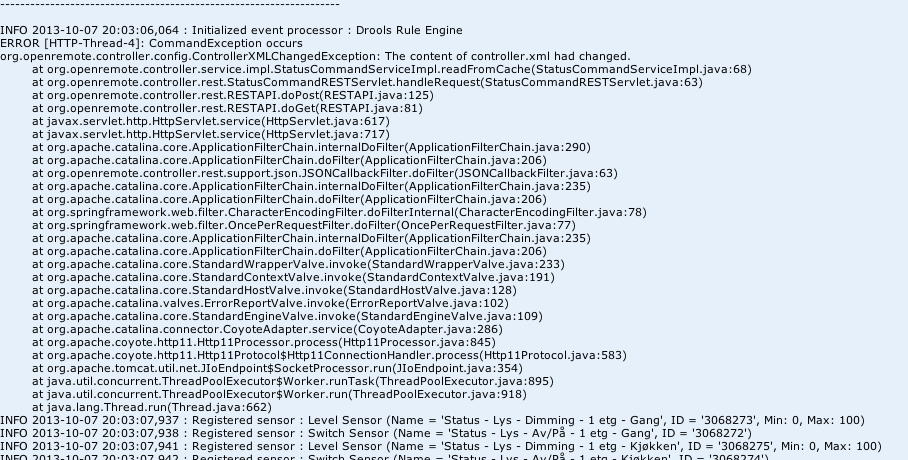 --------------------------------------------------------------------
INFO 2013-10-07 20:03:06,064 : Initialized event processor : Drools Rule Engine
ERROR [HTTP-Thread-4]: CommandException occurs
org.openremote.controller.config.ControllerXMLChangedException: The content of controller.xml had changed.
at org.openremote.controller.service.impl.StatusCommandServiceImpl.readFromCache(StatusCommandServiceImpl.java:68)
at org.openremote.controller.rest.StatusCommandRESTServlet.handleRequest(StatusCommandRESTServlet.java:63)
at org.openremote.controller.rest.RESTAPI.doPost(RESTAPI.java:125)
at org.openremote.controller.rest.RESTAPI.doGet(RESTAPI.java:81)
at javax.servlet.http.HttpServlet.service(HttpServlet.java:617)
at javax.servlet.http.HttpServlet.service(HttpServlet.java:717)
at org.apache.catalina.core.ApplicationFilterChain.internalDoFilter(ApplicationFilterChain.java:290)
at org.apache.catalina.core.ApplicationFilterChain.doFilter(ApplicationFilterChain.java:206)
at org.openremote.controller.rest.support.json.JSONCallbackFilter.doFilter(JSONCallbackFilter.java:63)
at org.apache.catalina.core.ApplicationFilterChain.internalDoFilter(ApplicationFilterChain.java:235)
at org.apache.catalina.core.ApplicationFilterChain.doFilter(ApplicationFilterChain.java:206)
at org.springframework.web.filter.CharacterEncodingFilter.doFilterInternal(CharacterEncodingFilter.java:78)
at org.springframework.web.filter.OncePerRequestFilter.doFilter(OncePerRequestFilter.java:77)
at org.apache.catalina.core.ApplicationFilterChain.internalDoFilter(ApplicationFilterChain.java:235)
at org.apache.catalina.core.ApplicationFilterChain.doFilter(ApplicationFilterChain.java:206)
at org.apache.catalina.core.StandardWrapperValve.invoke(StandardWrapperValve.java:233)
at org.apache.catalina.core.StandardContextValve.invoke(StandardContextValve.java:191)
at org.apache.catalina.core.StandardHostValve.invoke(StandardHostValve.java:128)
at org.apache.catalina.valves.ErrorReportValve.invoke(ErrorReportValve.java:102)
at org.apache.catalina.core.StandardEngineValve.invoke(StandardEngineValve.java:109)
at org.apache.catalina.connector.CoyoteAdapter.service(CoyoteAdapter.java:286)
at org.apache.coyote.http11.Http11Processor.process(Http11Processor.java:845)
at org.apache.coyote.http11.Http11Protocol$Http11ConnectionHandler.process(Http11Protocol.java:583)
at org.apache.tomcat.util.net.JIoEndpoint$SocketProcessor.run(JIoEndpoint.java:354)
at java.util.concurrent.ThreadPoolExecutor$Worker.runTask(ThreadPoolExecutor.java:895)
at java.util.concurrent.ThreadPoolExecutor$Worker.run(ThreadPoolExecutor.java:918)
at java.lang.Thread.run(Thread.java:662)
INFO 2013-10-07 20:03:07,937 : Registered sensor : Level Sensor (Name = 'Status - Lys - Dimming - 1 etg - Gang', ID = '3068273', Min: 0, Max: 100)
INFO 2013-10-07 20:03:07,938 : Registered sensor : Switch Sensor (Name = 'Status - Lys - Av/På - 1 etg - Gang', ID = '3068272')
INFO 2013-10-07 20:03:07,941 : Registered sensor : Level Sensor (Name = 'Status - Lys - Dimming - 1 etg - Kjøkken', ID = '3068275', Min: 0, Max: 100)
INFO 2013-10-07 20:03:07,942 : Registered sensor : Switch Sensor (Name = 'Status - Lys - Av/På - 1 etg - Kjøkken', ID = '3068274')